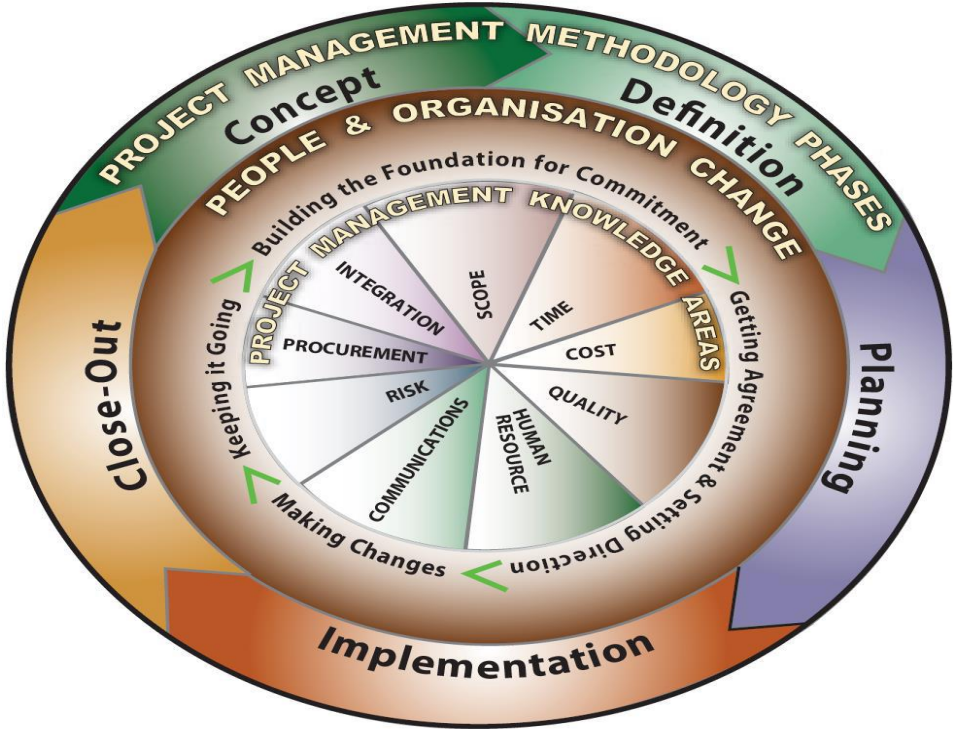 PROJECT MANAGEMENT METHODOLOGY PHASES
Concept
Definition
Planning
Implementation
Close-Out
PEOPLE & ORGANISATION CHANGE
Building the Foundation for Commitment
Getting Agreement & Setting Direction
Making Changes
Keeping it Going
PROJECT MANAGEMENT KNOWLEDGE AREAS
INTEGRATION
SCOPE
TIME
COST
QUALITY
HUMAN
RESOURCE
COMMUNICATIONS
RISK
PROCUREMENT